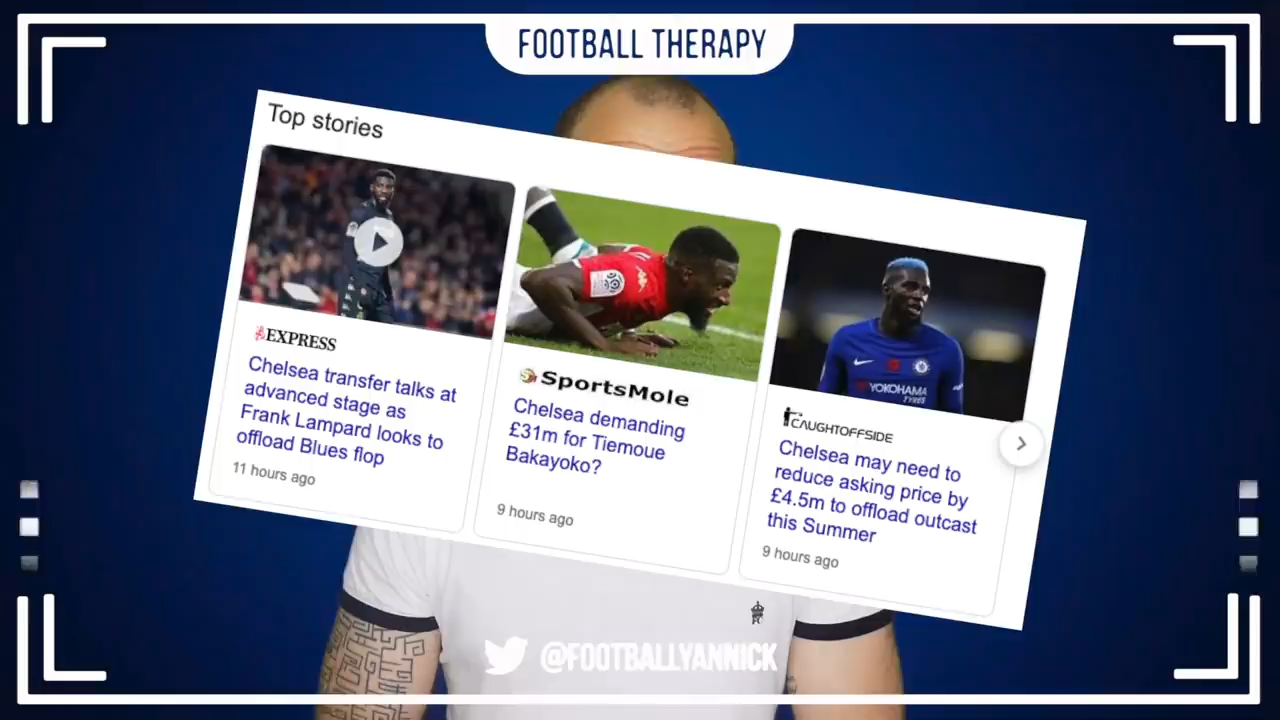 FOOTBALL THERAPY
Top stories
EXPRESS
Chelsea transfer talks at
advanced stage as
Frank Lampard looks to
offload Blues flop
11 hours ago
SportsMole
Chelsea demanding
£31m for Tiemoue
Bakayoko?
9 hours ago
YOKOHAMA
TYRES
CAUGHTOFFSIDE
Chelsea may need to
reduce asking price by
£4.5m to offload outcast
this Summer
9 hours ago
@FOOTBALLYANNICK